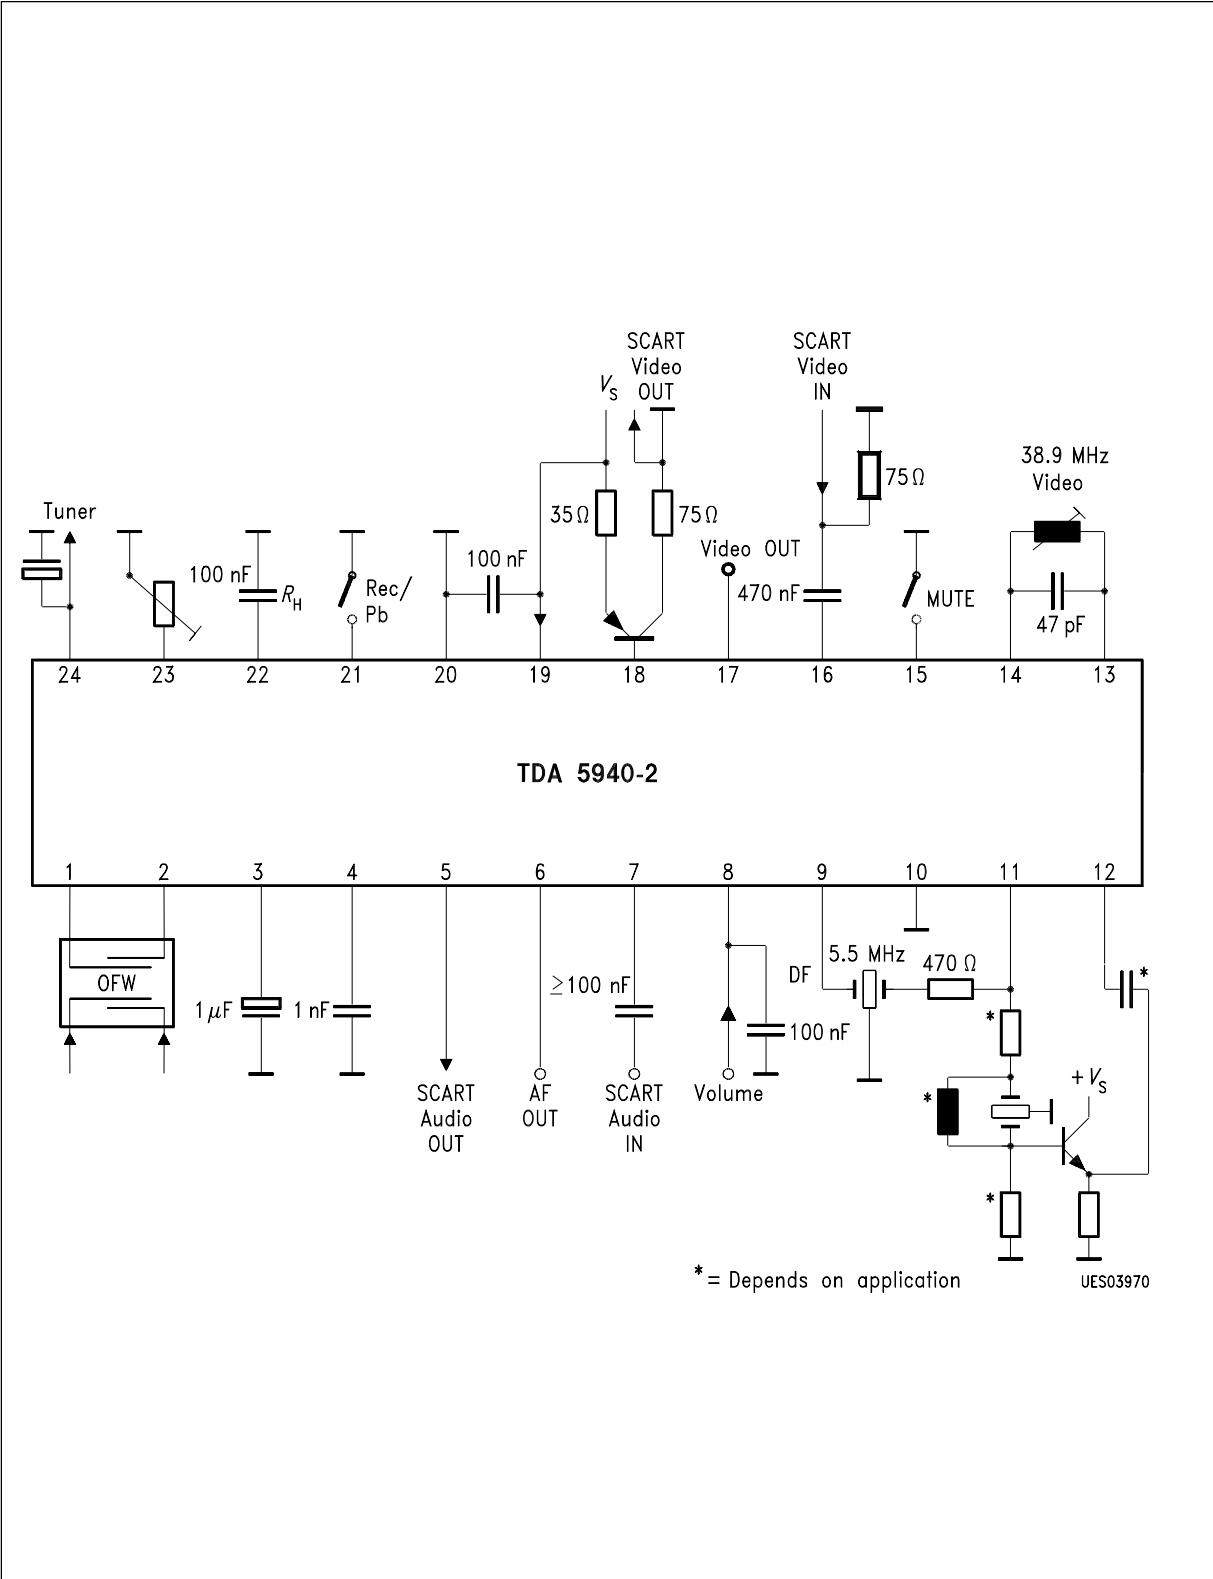 SCART
Video
OUT
SCART
Video
IN
V_S
38.9 MHz
Video
75Ω
Tuner
35Ω
75Ω
Video OUT
100 nF
100 nF
R_H
Rec/
Pb
470 nF
MUTE
47 pF
24 23 22 21 20 19 18 17 16 15 14 13
TDA 5940-2
1 2 3 4 5 6 7 8 9 10 11 12
OFW
1 μF
1 nF
≥100 nF
DF
5.5 MHz
470 Ω
*
*
100 nF
SCART
Audio
OUT
AF
OUT
SCART
Audio
IN
Volume
*
+V_S
*
* = Depends on application
UES03970